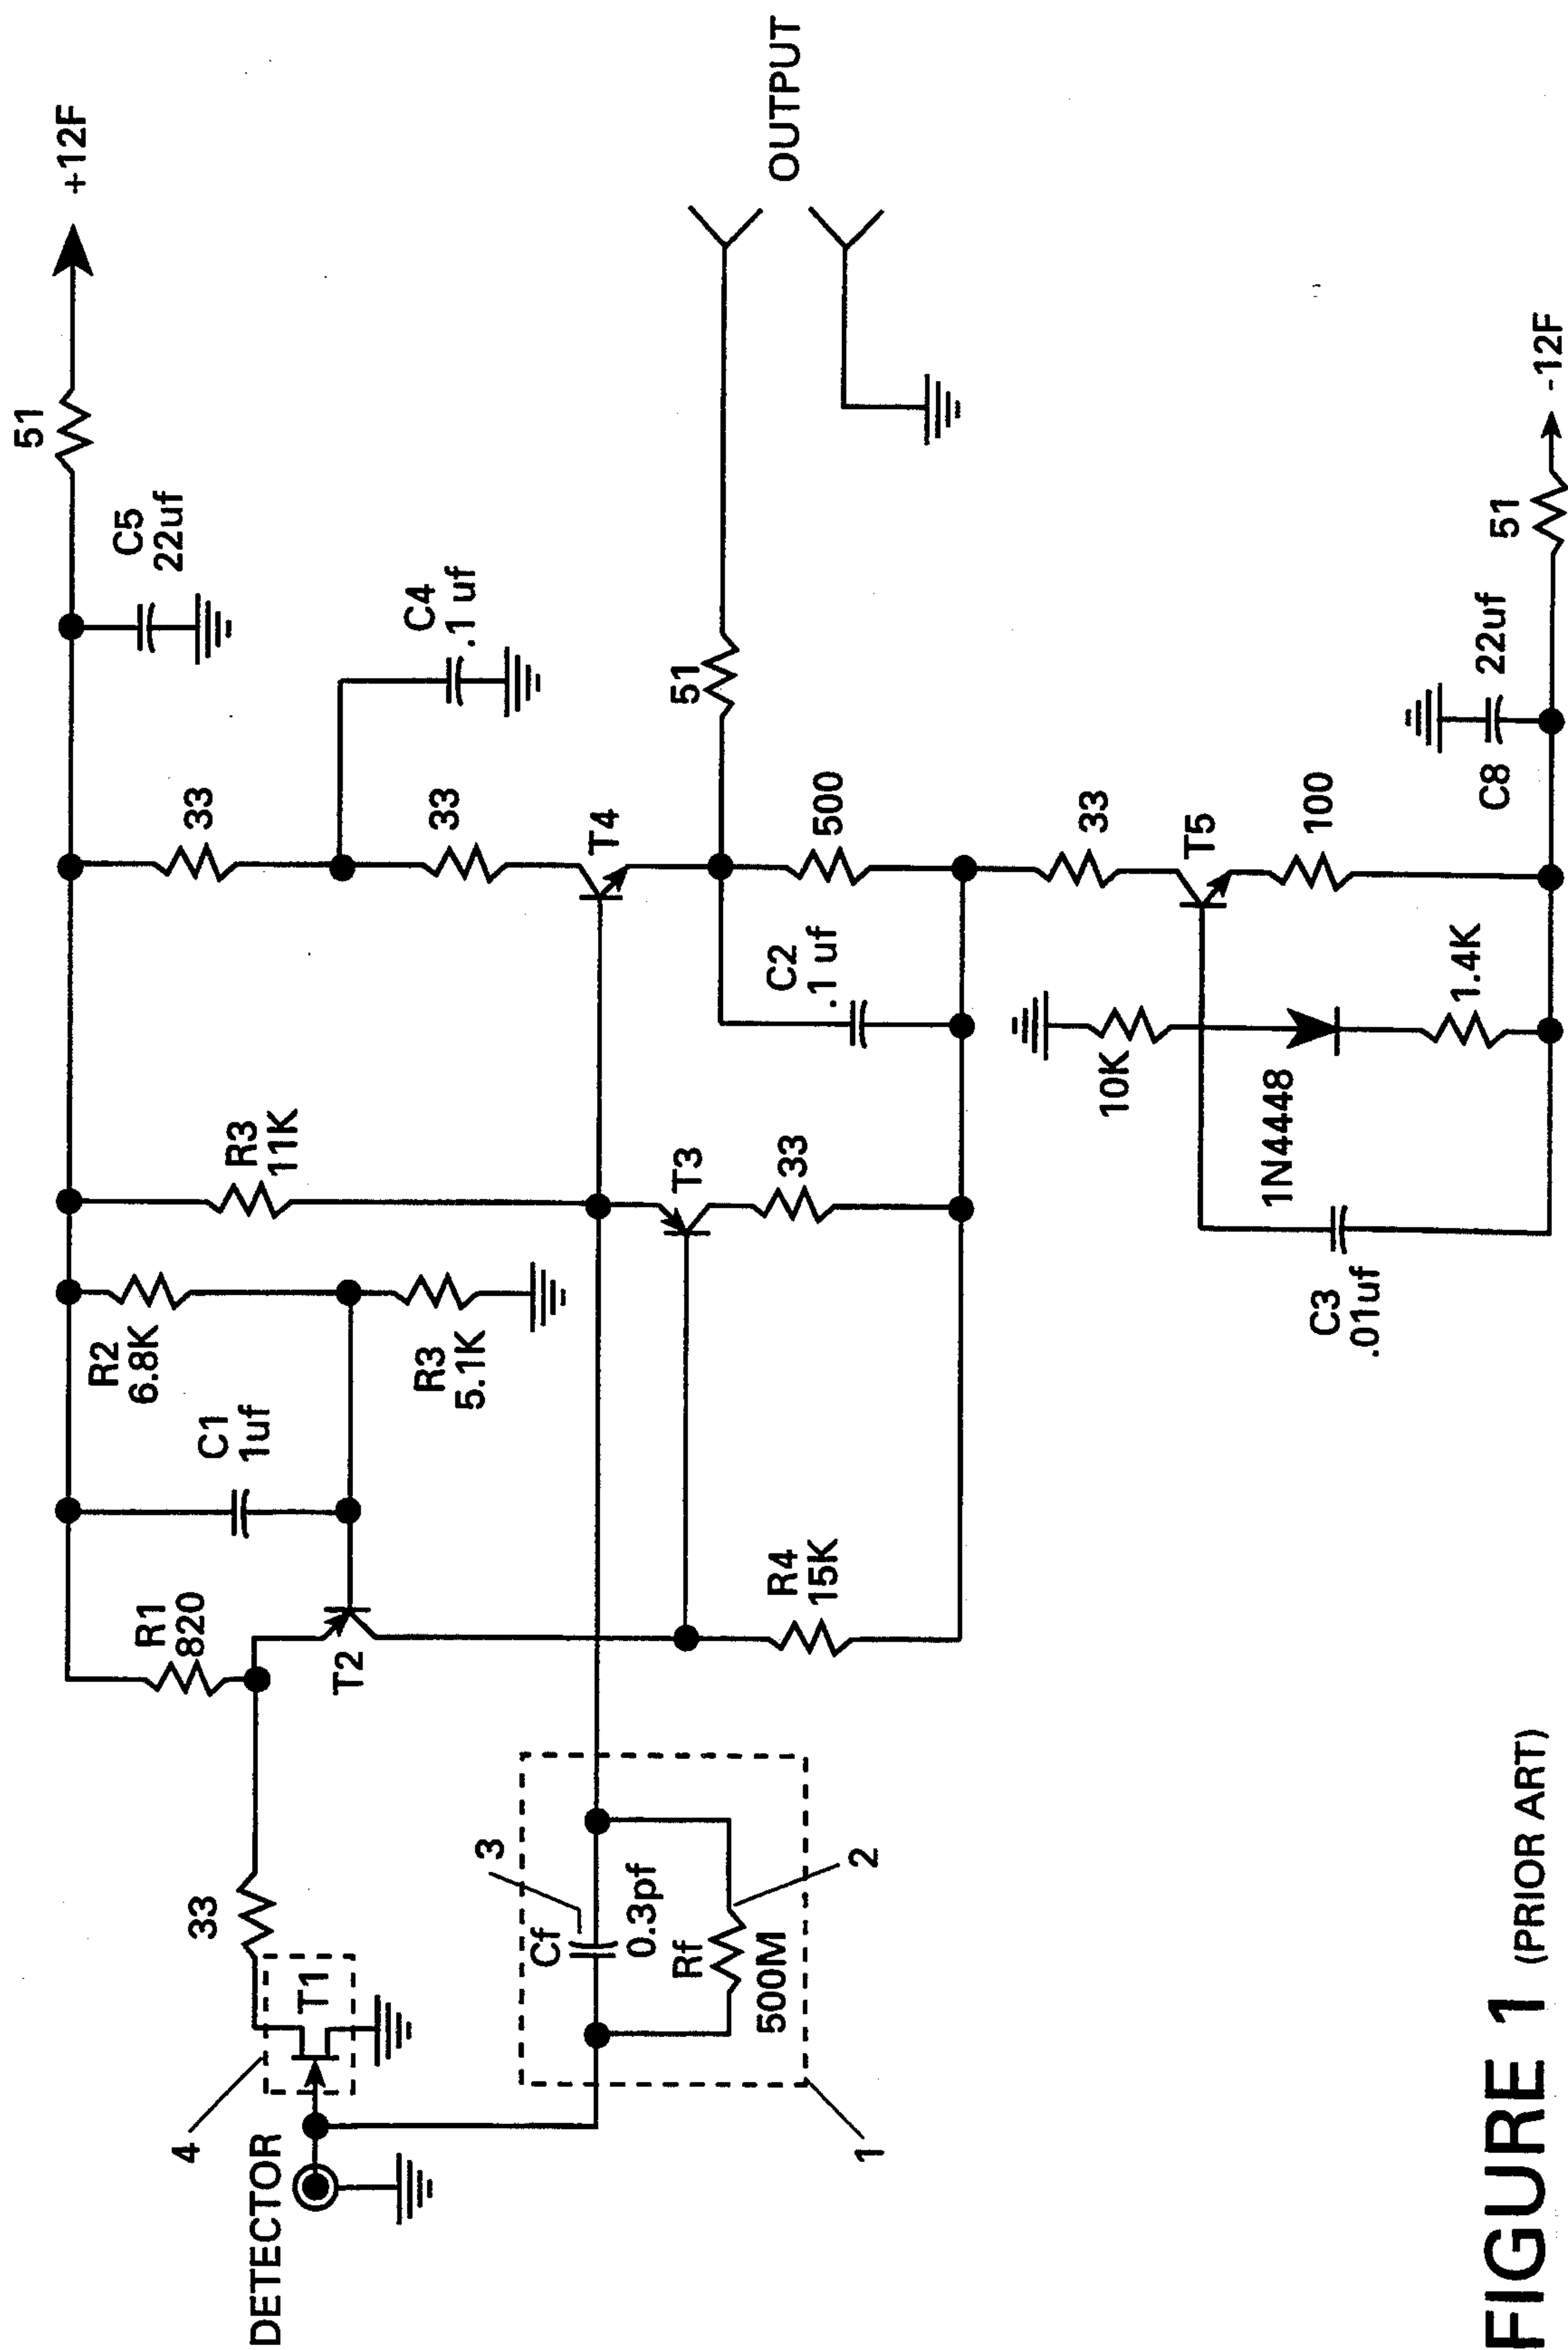 DETECTOR
4
T1
33
R1
820
T2
C1
1uf
R2
6.8K
R3
5.1K
R3
11K
33
C4
.1 uf
33
C5
22uf
51
+12F
3
Cf
0.3pf
Rf
500M
2
1
R4
15K
T3
33
T4
C2
.1 uf
500
51
OUTPUT
C3
.01uf
1N4448
10K
1.4K
33
T5
100
C8
22uf
51
-12F
FIGURE 1 (PRIOR ART)